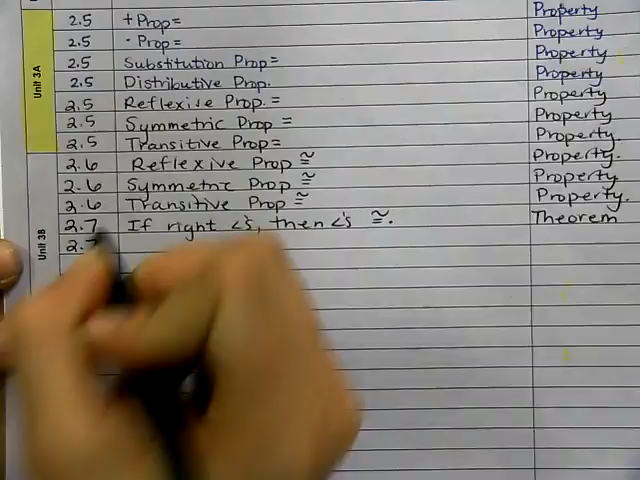 2.5 + Prop = Property
2.5 · Prop = Property
2.5 Substitution Prop = Property
2.5 Distributive Prop. Property
2.5 Reflexive Prop. = Property
2.5 Symmetric Prop = Property
2.5 Transitive Prop = Property.
2.6 Reflexive Prop ≅ Property.
2.6 Symmetric Prop ≅ Property
2.6 Transitive Prop ≅ Property.
2.7 If right ∠'s, then ∠'s ≅. Theorem
2.7
Unit 3A
Unit 3B